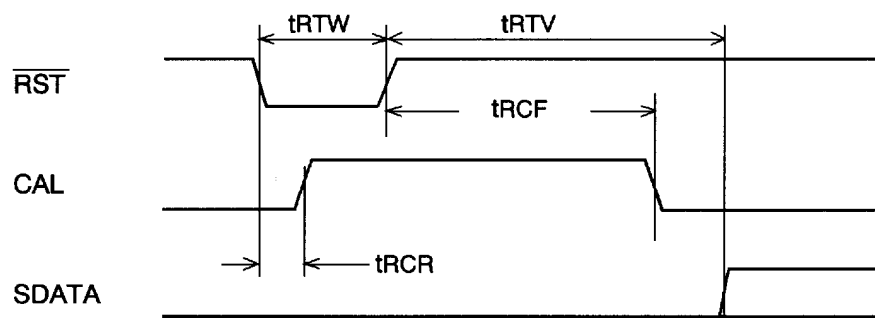 tRTW
tRTV
RST
tRCF
CAL
tRCR
SDATA